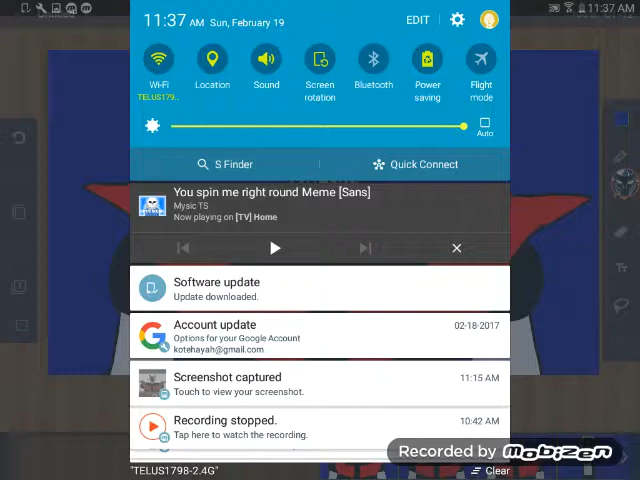 11:37 AM
11:37 AM Sun, February 19 EDIT
Wi-Fi Location Sound Screen rotation Bluetooth Power saving Flight mode
TELUS179..
Auto
S Finder Quick Connect
You spin me right round Meme [Sans]
Mysic TS
Now playing on [TV] Home
Software update
Update downloaded.
Account update 02-18-2017
Options for your Google Account
kotehayah@gmail.com
Screenshot captured 11:15 AM
Touch to view your screenshot.
Recording stopped. 10:42 AM
Tap here to watch the recording.
Recorded by Mobizen
"TELUS1798-2.4G" Clear